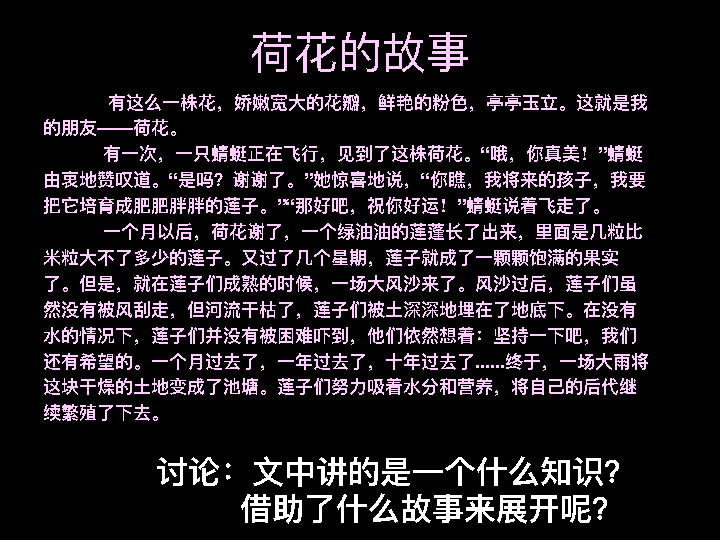 荷花的故事
有这么一株花，娇嫩宽大的花瓣，鲜艳的粉色，亭亭玉立。这就是我
的朋友——荷花。
有一次，一只蜻蜓正在飞行，见到了这株荷花。“哦，你真美！”蜻蜓
由衷地赞叹道。“是吗？谢谢了。”她惊喜地说，“你瞧，我将来的孩子，我要
把它培育成肥肥胖胖的莲子。”“那好吧，祝你好运！”蜻蜓说着飞走了。
一个月以后，荷花谢了，一个绿油油的莲蓬长了出来，里面是几粒比
米粒大不了多少的莲子。又过了几个星期，莲子就成了一颗颗饱满的果实
了。但是，就在莲子们成熟的时候，一场大风沙来了。风沙过后，莲子们虽
然没有被风刮走，但河流干枯了，莲子们被土深深地埋在了地底下。在没有
水的情况下，莲子们并没有被困难吓到，他们依然想着：坚持一下吧，我们
还有希望的。一个月过去了，一年过去了，十年过去了......终于，一场大雨将
这块干燥的土地变成了池塘。莲子们努力吸着水分和营养，将自己的后代继
续繁殖了下去。
讨论：文中讲的是一个什么知识？
借助了什么故事来展开呢？